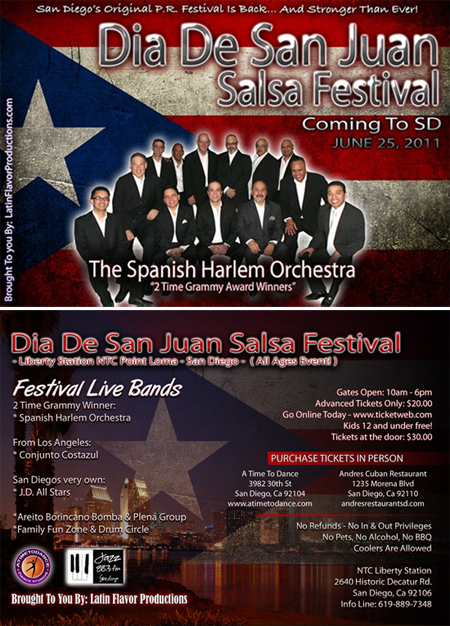 San Diego's Original P.R. Festival Is Back... And Stronger Than Ever!
Dia De San Juan
Salsa Festival
Coming To SD
JUNE 25, 2011
Brought To you By: LatinFlavorProductions.com
The Spanish Harlem Orchestra
"2 Time Grammy Award Winners"
Dia De San Juan Salsa Festival
- Liberty Station NTC Point Loma - San Diego - ( All Ages Event! )
Festival Live Bands
2 Time Grammy Winner:
* Spanish Harlem Orchestra
From Los Angeles:
* Conjunto Costazul
San Diegos very own:
* J.D. All Stars
*Areito Borincano Bomba & Plena Group
*Family Fun Zone & Drum Circle
Gates Open: 10am - 6pm
Advanced Tickets Only: $20.00
Go Online Today - www.ticketweb.com
Kids 12 and under free!
Tickets at the door: $30.00
PURCHASE TICKETS IN PERSON
A Time To Dance
3982 30th St
San Diego, CA 92104
www.atimetodance.com
Andres Cuban Restaurant
1235 Morena Blvd
San Diego, CA 92110
andresrestaurantsd.com
No Refunds - No In & Out Privileges
No Pets, No Alcohol, No BBQ
Coolers Are Allowed
NTC Liberty Station
2640 Historic Decatur Rd.
San Diego, CA 92106
Info Line: 619-889-7348
ATIMETODANCE
Jazz
88.3 fm
San Diego
Brought To You By: Latin Flavor Productions